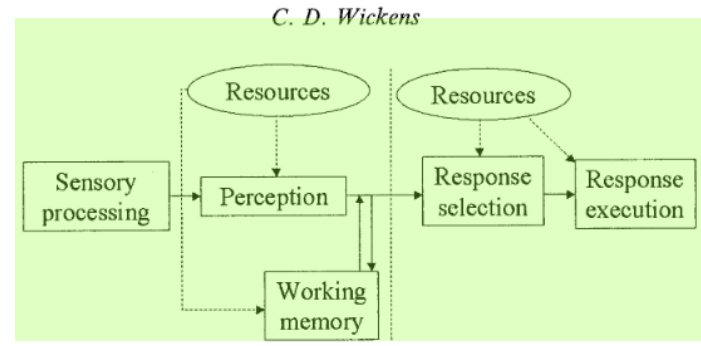 C. D. Wickens
Resources
Resources
Sensory
processing
Perception
Response
selection
Response
execution
Working
memory